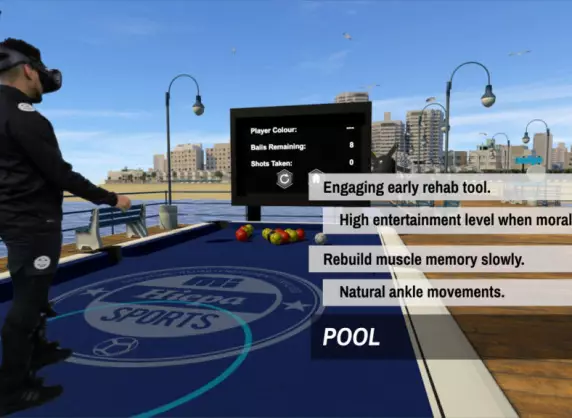 Player Colour: ---
Balls Remaining: 8
Shots Taken: 0
Engaging early rehab tool.
High entertainment level when moral
Rebuild muscle memory slowly.
Natural ankle movements.
SPORTS
POOL